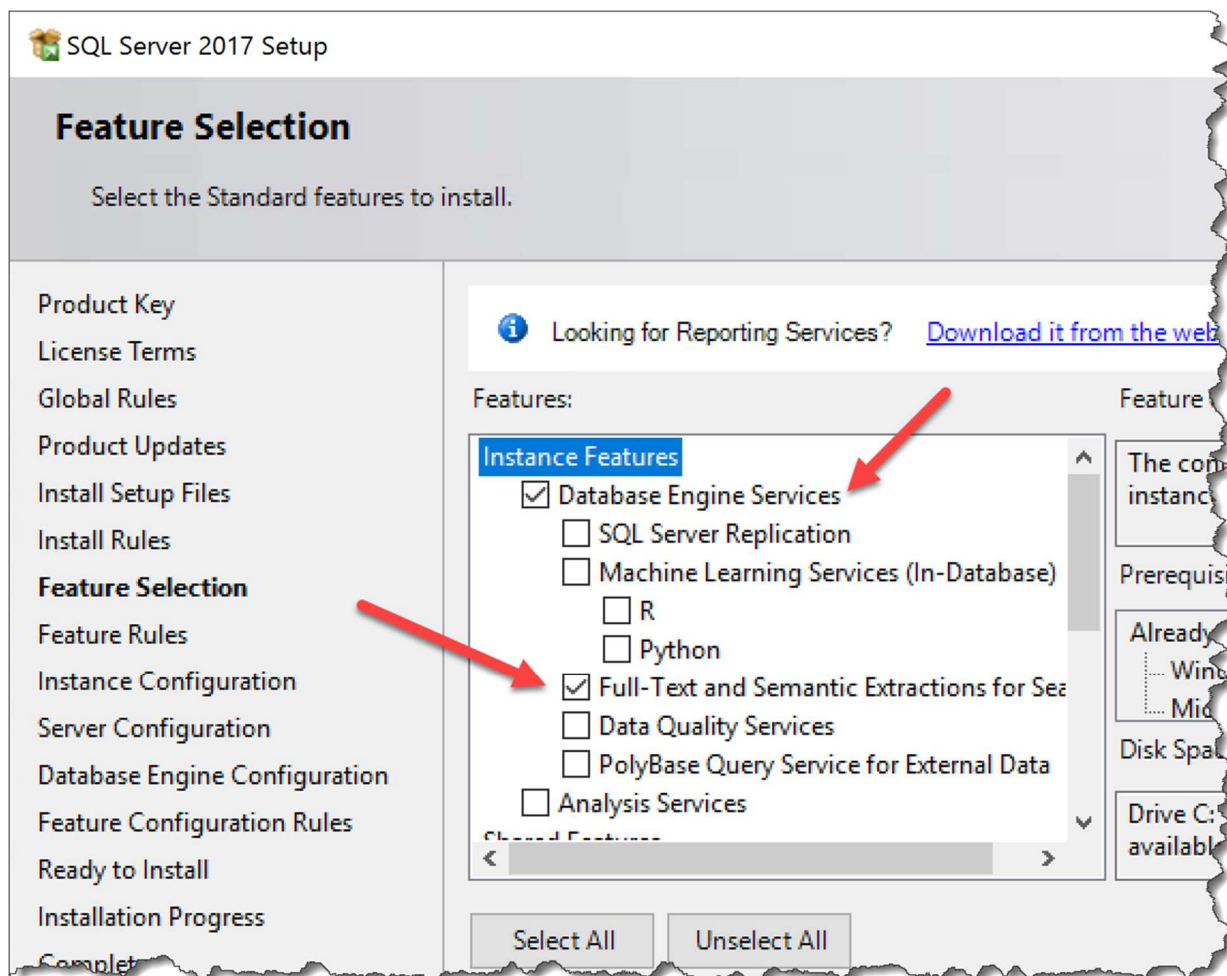 SQL Server 2017 Setup
Feature Selection
Select the Standard features to install.
Product Key
License Terms
Global Rules
Product Updates
Install Setup Files
Install Rules
Feature Selection
Feature Rules
Instance Configuration
Server Configuration
Database Engine Configuration
Feature Configuration Rules
Ready to Install
Installation Progress
Looking for Reporting Services? Download it from the web
Features:
Instance Features
Database Engine Services
SQL Server Replication
Machine Learning Services (In-Database)
R
Python
Full-Text and Semantic Extractions for Sea
Data Quality Services
PolyBase Query Service for External Data
Analysis Services
Shared Features
Select All
Unselect All
Feature
The
instanc
Prerequisi
Already
Wind
Mic
Disk Spa
Drive C:
availabl